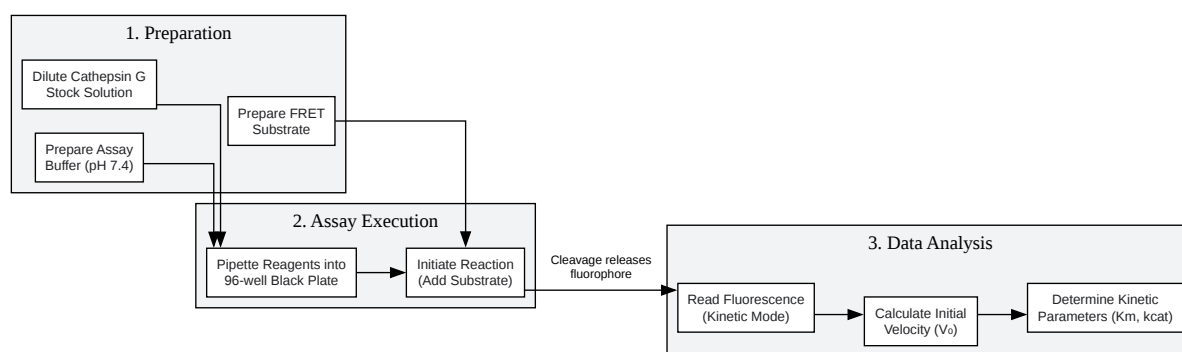 1. Preparation
Dilute Cathepsin G
Stock Solution
Prepare FRET
Substrate
Prepare Assay
Buffer (pH 7.4)
2. Assay Execution
Pipette Reagents into
96-well Black Plate
Initiate Reaction
(Add Substrate)
Cleavage releases
fluorophore
3. Data Analysis
Read Fluorescence
(Kinetic Mode)
Calculate Initial
Velocity (V₀)
Determine Kinetic
Parameters (Km, kcat)